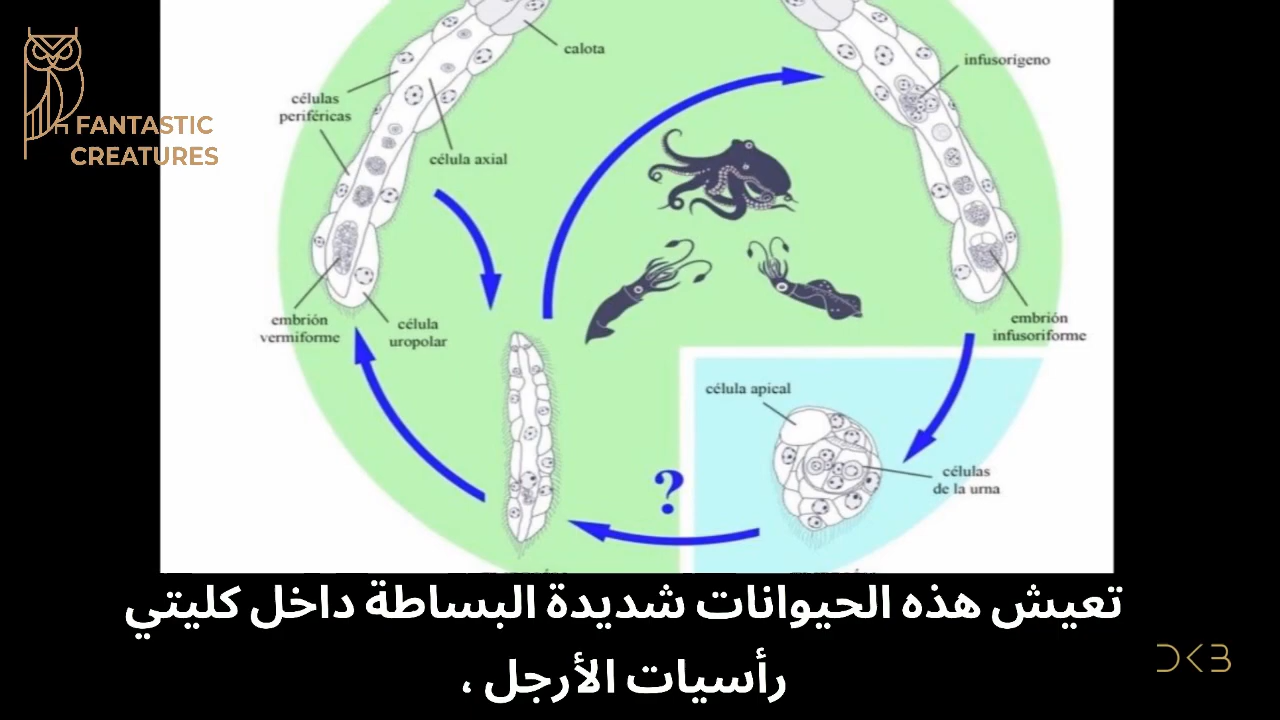 calota
infusorígeno
células
periféricas
FANTASTIC
CREATURES
célula axial
embrión
vermiforme
célula
uropolar
embrión
infusoriforme
célula apical
células
de la urna
?
تعيش هذه الحيوانات شديدة البساطة داخل كليتي
رأسيات الأرجل ،
DKB